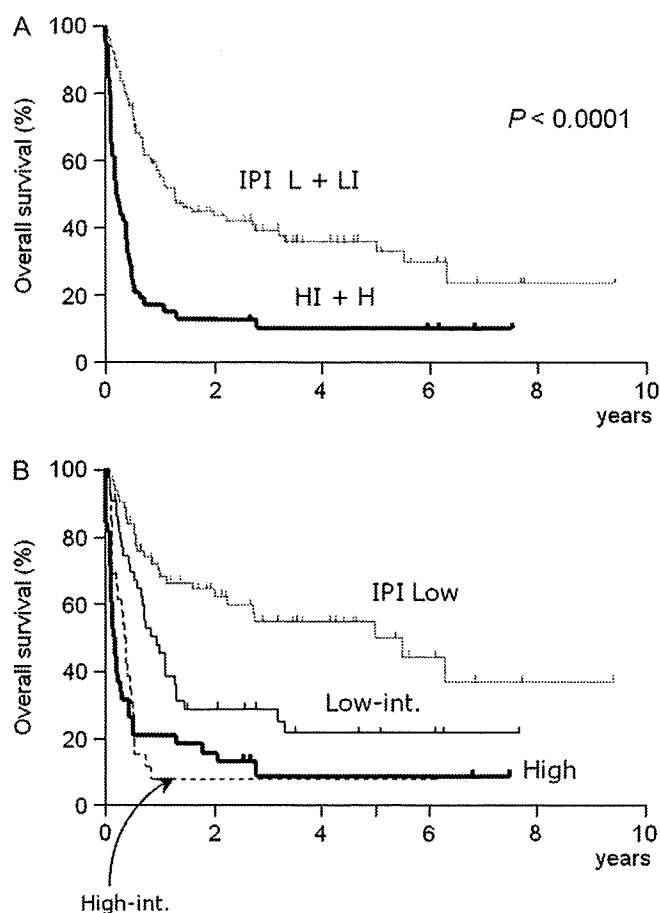 A
Overall survival (%)
100
80
60
40
20
0
P < 0.0001
IPI L + LI
HI + H
0 2 4 6 8 10
years
B
Overall survival (%)
100
80
60
40
20
0
IPI Low
Low-int.
High
0 2 4 6 8 10
years
High-int.